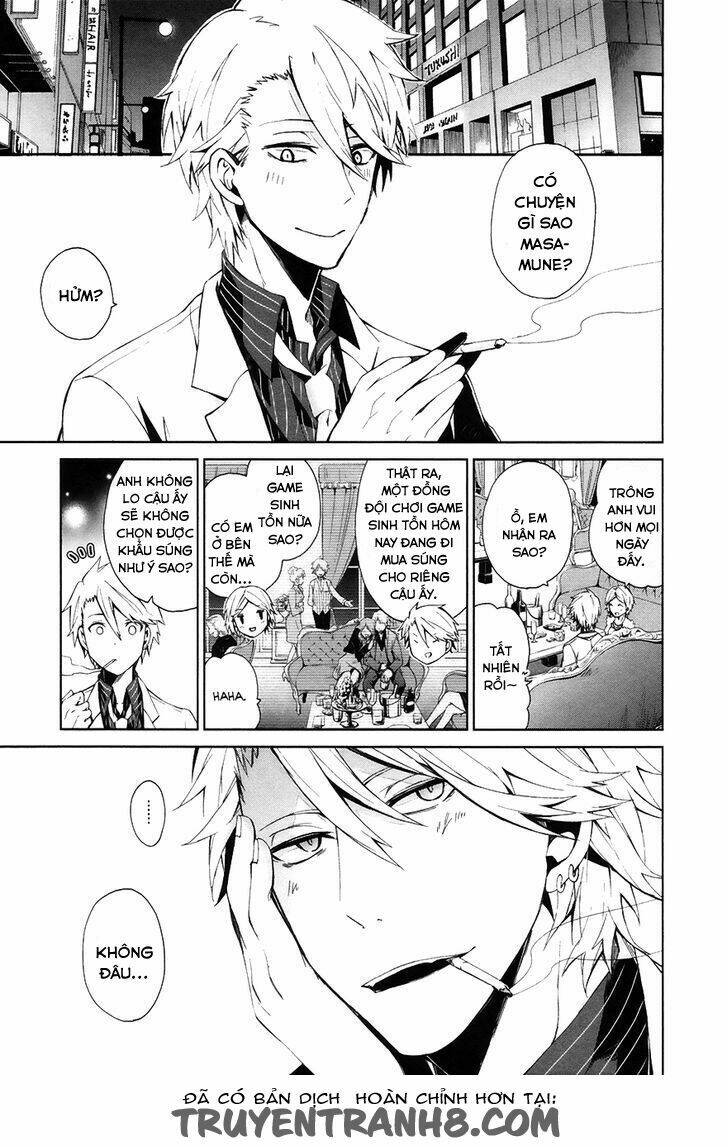 HAIR
CÓ
CHUYỆN
GÌ SAO
MASA-
MUNE?
HỬM?
TRÔNG
ANH VUI
HƠN MỌI
NGÀY
ĐẤY.
Ồ, EM
NHẬN RA
SAO?
TẤT
NHIÊN
RỒI~
THẬT RA,
MỘT ĐỒNG
ĐỘI CHƠI GAME
SINH TỒN HÔM
NAY ĐANG ĐI
MUA SÚNG
CHO RIÊNG
CẬU ẤY.
LẠI
GAME
SINH
TỒN NỮA
SAO?
CÓ EM
Ở BÊN
THẾ MÀ
CÒN...
HAHA.
ANH KHÔNG
LO CẬU ẤY
SẼ KHÔNG
CHỌN ĐƯỢC
KHẨU SÚNG
NHƯ Ý SAO?
......
KHÔNG
ĐÂU...
ĐÃ CÓ BẢN DỊCH HOÀN CHỈNH HƠN TẠI:
TRUYENTRANH8.COM